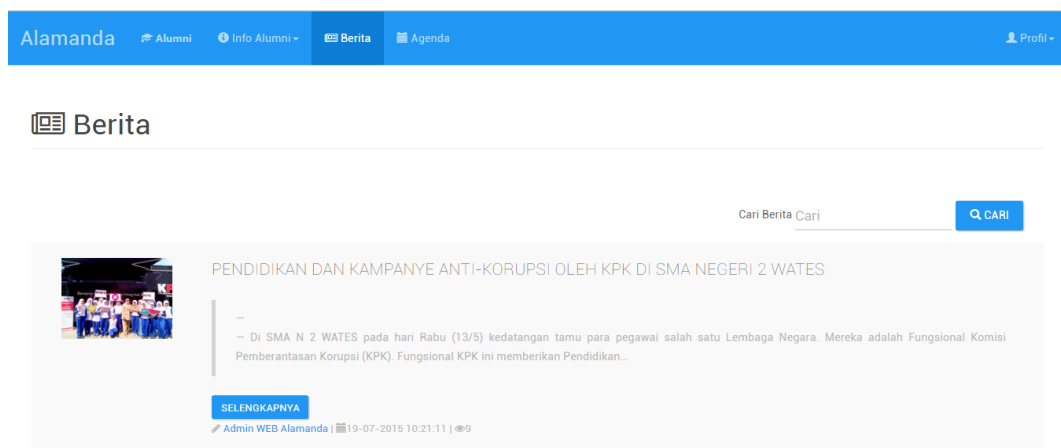 Alamanda Alumni Info Alumni Berita Agenda Profil
Berita
Cari Berita Cari CARI
PENDIDIKAN DAN KAMPANYE ANTI-KORUPSI OLEH KPK DI SMA NEGERI 2 WATES
—
— Di SMA N 2 WATES pada hari Rabu (13/5) kedatangan tamu para pegawai salah satu Lembaga Negara. Mereka adalah Fungsional Komisi
Pemberantasan Korupsi (KPK). Fungsional KPK ini memberikan Pendidikan...
SELENGKAPNYA
Admin WEB Alamanda | 19-07-2015 10:21:11 | 9